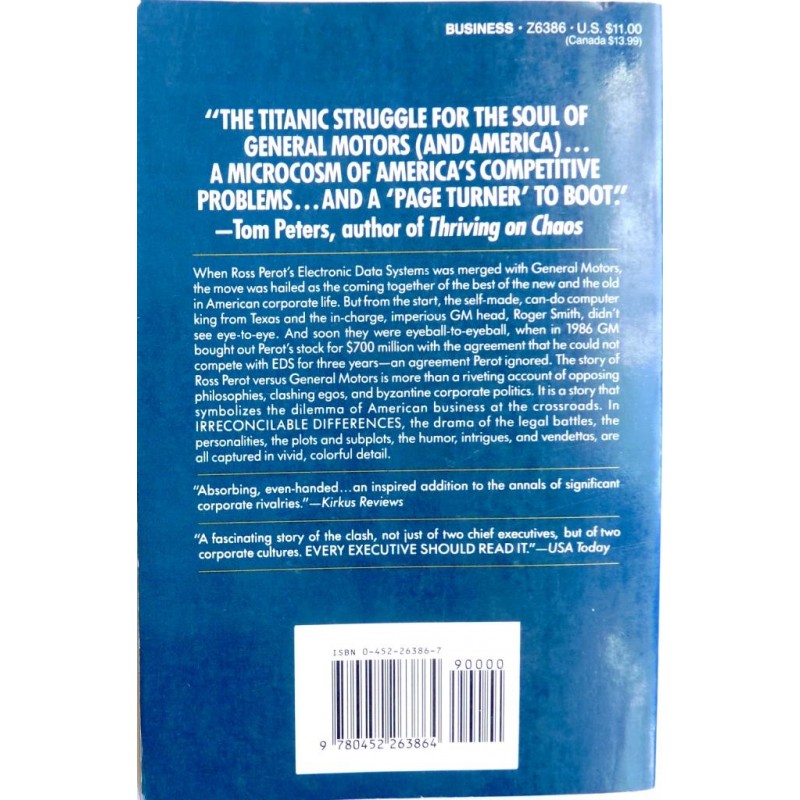 BUSINESS • Z6386 • U.S. $11.00
(Canada $13.99)
“THE TITANIC STRUGGLE FOR THE SOUL OF
GENERAL MOTORS (AND AMERICA)...
A MICROCOSM OF AMERICA’S COMPETITIVE
PROBLEMS...AND A ‘PAGE TURNER’ TO BOOT.”
—Tom Peters, author of Thriving on Chaos
When Ross Perot’s Electronic Data Systems was merged with General Motors,
the move was hailed as the coming together of the best of the new and the old
in American corporate life. But from the start, the self-made, can-do computer
king from Texas and the in-charge, imperious GM head, Roger Smith, didn’t
see eye-to-eye. And soon they were eyeball-to-eyeball, when in 1986 GM
bought out Perot’s stock for $700 million with the agreement that he could not
compete with EDS for three years—an agreement Perot ignored. The story of
Ross Perot versus General Motors is more than a riveting account of opposing
philosophies, clashing egos, and byzantine corporate politics. It is a story that
symbolizes the dilemma of American business at the crossroads. In
IRRECONCILABLE DIFFERENCES, the drama of the legal battles, the
personalities, the plots and subplots, the humor, intrigues, and vendettas, are
all captured in vivid, colorful detail.
“Absorbing, even-handed...an inspired addition to the annals of significant
corporate rivalries.”—Kirkus Reviews
“A fascinating story of the clash, not just of two chief executives, but of two
corporate cultures. EVERY EXECUTIVE SHOULD READ IT.”—USA Today
ISBN 0-452-26386-7
90000
9 780452 263864